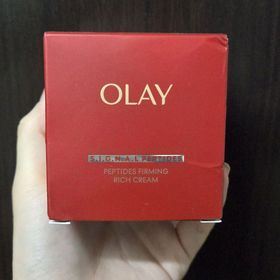 OLAY
S.I.G.N.A.L PEPTIDES
PEPTIDES FIRMING
RICH CREAM